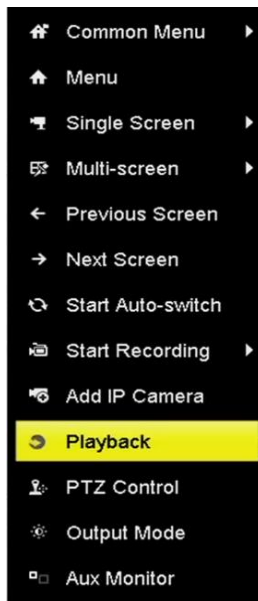 Common Menu
Menu
Single Screen
Multi-screen
Previous Screen
Next Screen
Start Auto-switch
Start Recording
Add IP Camera
Playback
PTZ Control
Output Mode
Aux Monitor